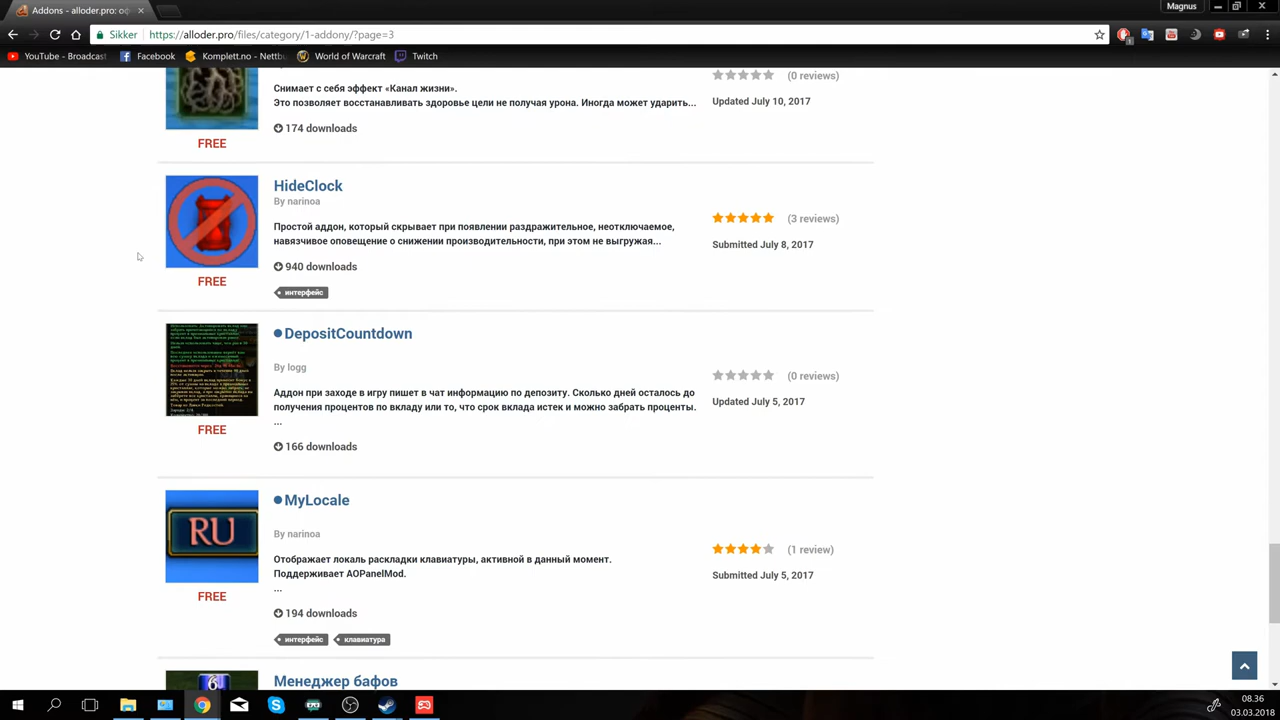 Addons - alloder.pro: оф
Magnus
Sikker
https://alloder.pro/files/category/1-addony/?page=3
YouTube - Broadcast
Facebook
Komplett.no - Nettbu
World of Warcraft
Twitch
(0 reviews)
Снимает с себя эффект «Канал жизни».
Это позволяет восстанавливать здоровье цели не получая урона. Иногда может ударить...
Updated July 10, 2017
174 downloads
FREE
HideClock
By narinoa
(3 reviews)
Простой аддон, который скрывает при появлении раздражительное, неотключаемое,
навязчивое оповещение о снижении производительности, при этом не выгружая...
Submitted July 8, 2017
940 downloads
FREE
интерфейс
DepositCountdown
By logg
(0 reviews)
Аддон при заходе в игру пишет в чат информацию по депозиту. Сколько дней осталось до
получения процентов по вкладу или то, что срок вклада истек и можно забрать проценты.
...
Updated July 5, 2017
FREE
166 downloads
MyLocale
RU
By narinoa
(1 review)
Отображает локаль раскладки клавиатуры, активной в данный момент.
Поддерживает AOPanelMod.
...
Submitted July 5, 2017
FREE
194 downloads
интерфейс
клавиатура
6
Менеджер бафов
08.36
03.03.2018